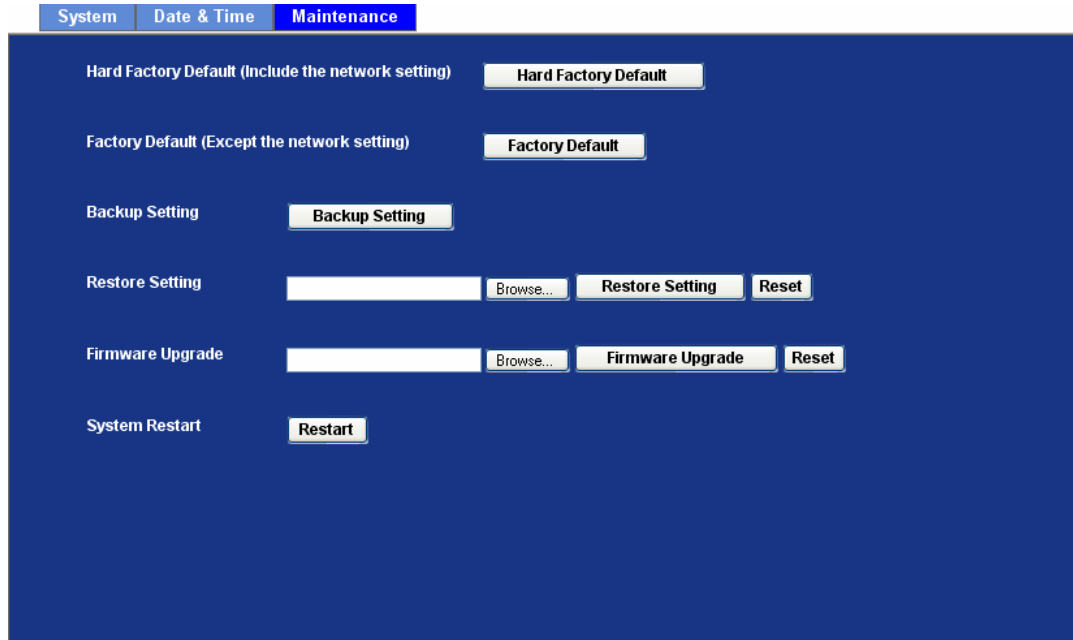 System Date & Time Maintenance
Hard Factory Default (Include the network setting) Hard Factory Default
Factory Default (Except the network setting) Factory Default
Backup Setting Backup Setting
Restore Setting Browse... Restore Setting Reset
Firmware Upgrade Browse... Firmware Upgrade Reset
System Restart Restart